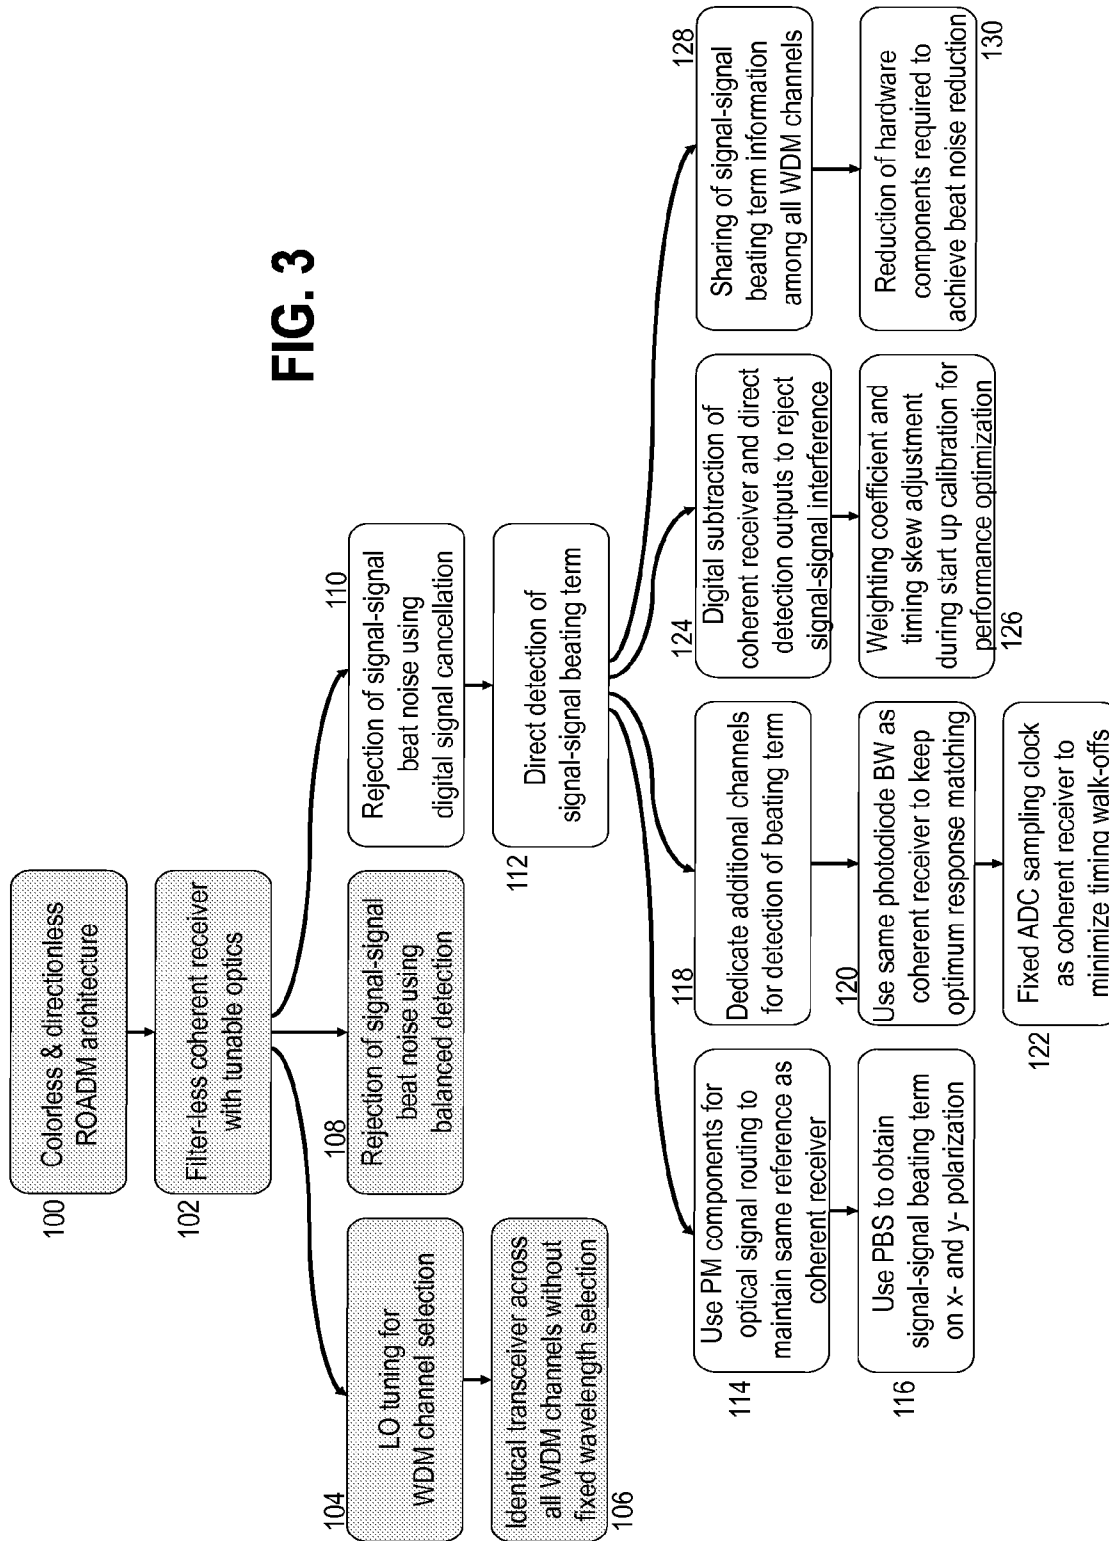 FIG. 3
100
Colorless & directionless
ROADM architecture
102
Filter-less coherent receiver
with tunable optics
104
LO tuning for
WDM channel selection
106
Identical transceiver across
all WDM channels without
fixed wavelength selection
108
Rejection of signal-signal
beat noise using
balanced detection
110
Rejection of signal-signal
beat noise using
digital signal cancellation
112
Direct detection of
signal-signal beating term
114
Use PM components for
optical signal routing to
maintain same reference as
coherent receiver
116
Use PBS to obtain
signal-signal beating term
on x- and y- polarization
118
Dedicate additional channels
for detection of beating term
120
Use same photodiode BW as
coherent receiver to keep
optimum response matching
122
Fixed ADC sampling clock
as coherent receiver to
minimize timing walk-offs
124
Digital subtraction of
coherent receiver and direct
detection outputs to reject
signal-signal interference
126
Weighting coefficient and
timing skew adjustment
during start up calibration for
performance optimization
128
Sharing of signal-signal
beating term information
among all WDM channels
130
Reduction of hardware
components required to
achieve beat noise reduction